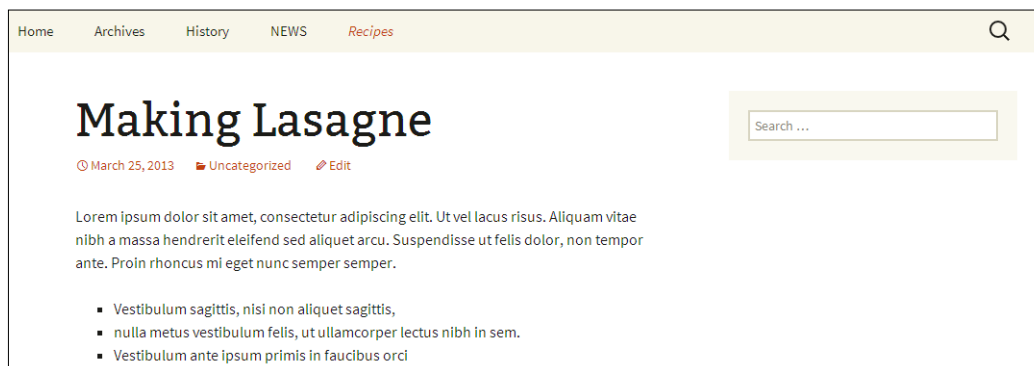 Home Archives History NEWS Recipes
Making Lasagne
March 25, 2013 Uncategorized Edit
Search ...
Lorem ipsum dolor sit amet, consectetur adipiscing elit. Ut vel lacus risus. Aliquam vitae
nibh a massa hendrerit eleifend sed aliquet arcu. Suspendisse ut felis dolor, non tempor
ante. Proin rhoncus mi eget nunc semper semper.
Vestibulum sagittis, nisi non aliquet sagittis,
nulla metus vestibulum felis, ut ullamcorper lectus nibh in sem.
Vestibulum ante ipsum primis in faucibus orci